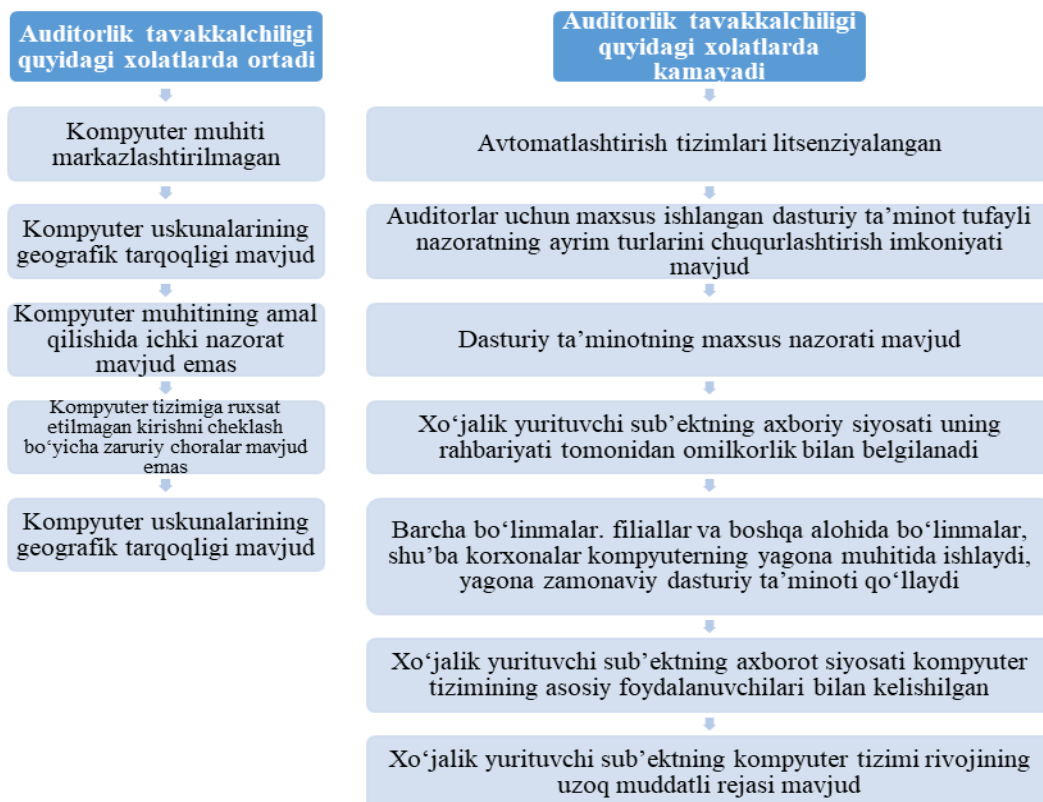 Auditorlik tavakkalchiligi
quyidagi xolatlarda ortadi
Kompyuter muhiti
markazlashtirilmagan
Kompyuter uskunalarining
geografik tarqoqligi mavjud
Kompyuter muhitining amal
qilishida ichki nazorat
mavjud emas
Kompyuter tizimiga ruxsat
etilmagan kirishni cheklash
bo‘yicha zaruriy choralar mavjud
emas
Kompyuter uskunalarining
geografik tarqoqligi mavjud
Auditorlik tavakkalchiligi
quyidagi xolatlarda
kamayadi
Avtomatlashtirish tizimlari litsenziyalangan
Auditorlar uchun maxsus ishlangan dasturiy ta’minot tufayli
nazoratning ayrim turlarini chuqurlashtirish imkoniyati
mavjud
Dasturiy ta’minotning maxsus nazorati mavjud
Xo‘jalik yurituvchi sub’ektning axboriy siyosati uning
rahbariyati tomonidan omilkorlik bilan belgilanadi
Barcha bo‘linmalar. filiallar va boshqa alohida bo‘linmalar,
shu’ba korxonalar kompyuterning yagona muhitida ishlaydi,
yagona zamonaviy dasturiy ta’minoti qo‘llaydi
Xo‘jalik yurituvchi sub’ektning axborot siyosati kompyuter
tizimining asosiy foydalanuvchilari bilan kelishilgan
Xo‘jalik yurituvchi sub’ektning kompyuter tizimi rivojining
uzoq muddatli rejasi mavjud